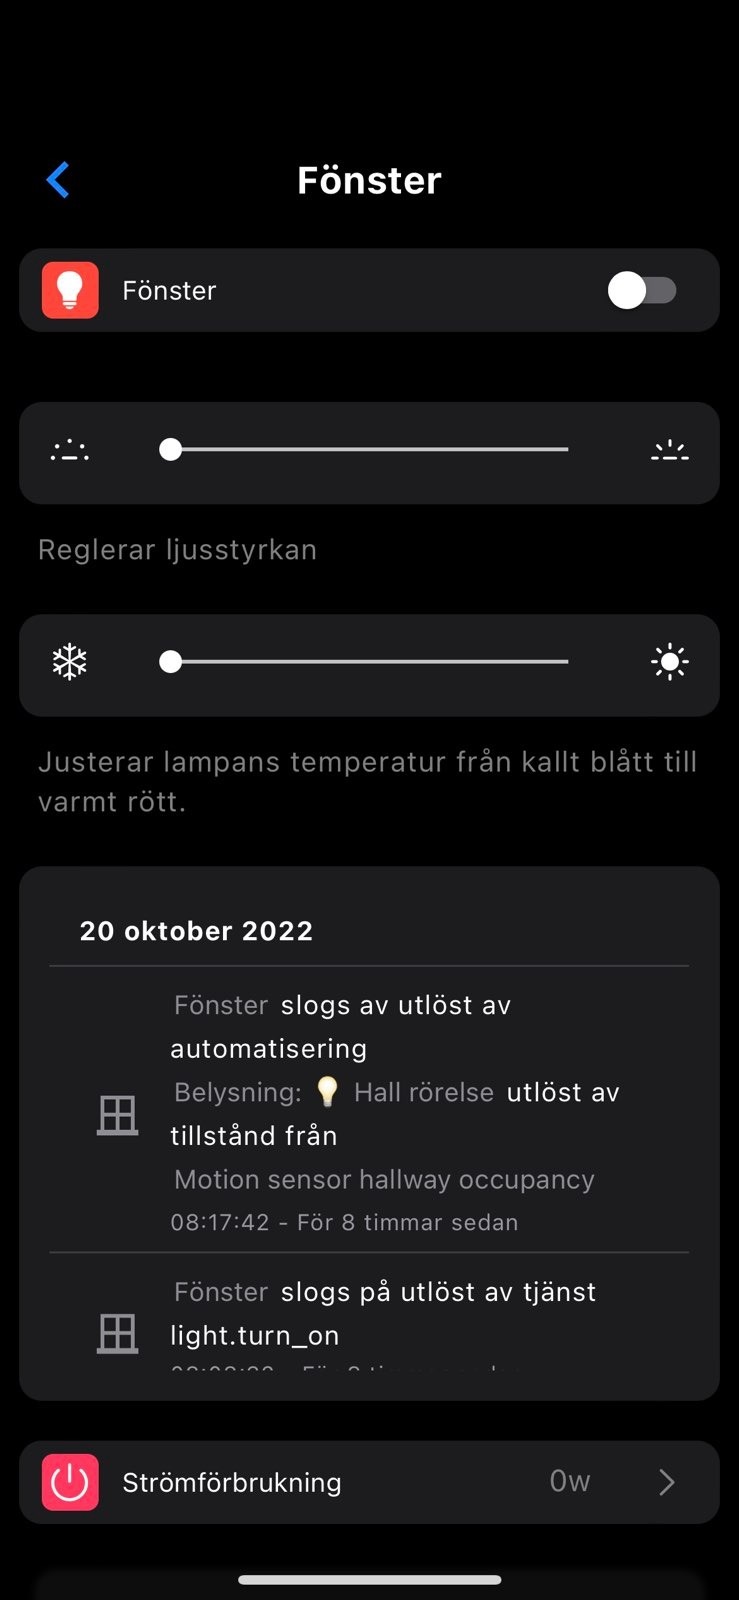 Fönster
Fönster
Reglerar ljusstyrkan
Justerar lampans temperatur från kallt blått till
varmt rött.
20 oktober 2022
Fönster slogs av utlöst av
automatisering
Belysning: 💡 Hall rörelse utlöst av
tillstånd från
Motion sensor hallway occupancy
08:17:42 - För 8 timmar sedan
Fönster slogs på utlöst av tjänst
light.turn_on
Strömförbrukning 0w